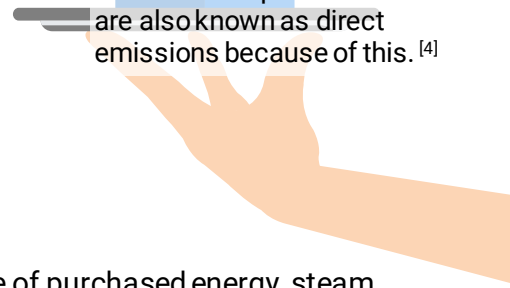 are also known as direct
emissions because of this. [4]
of purchased energy, steam